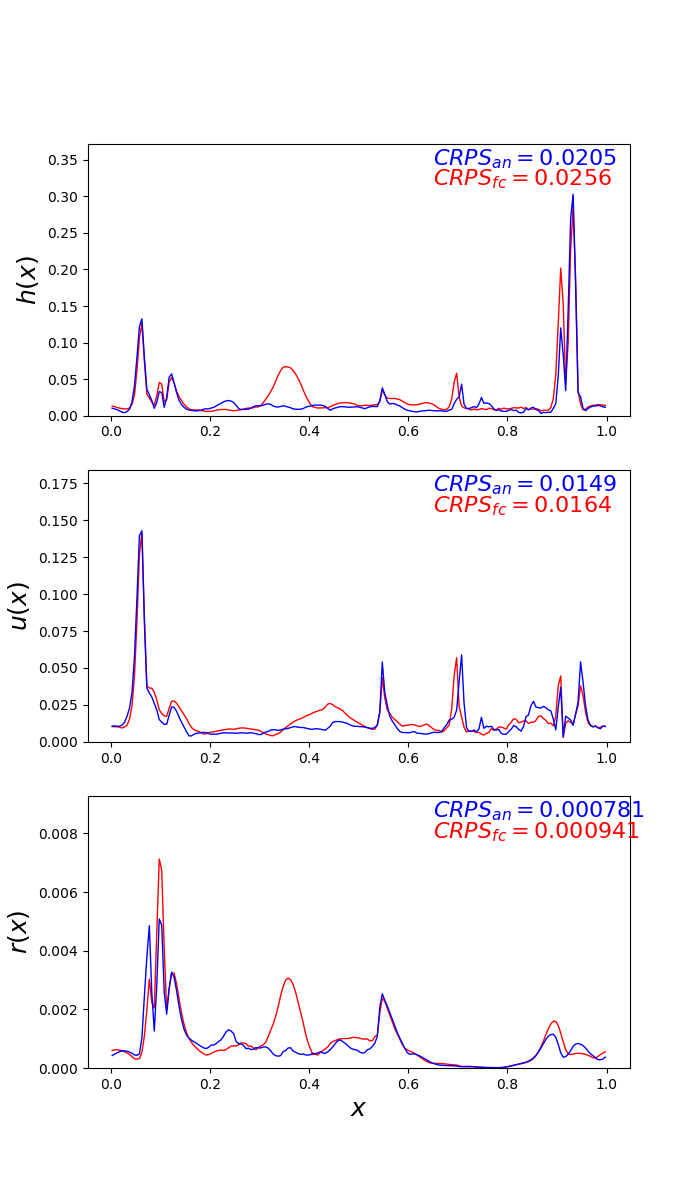 CRPS_an = 0.0205
CRPS_fc = 0.0256
0.35
0.30
0.25
0.20
0.15
0.10
0.05
0.00
h(x)
0.0 0.2 0.4 0.6 0.8 1.0
CRPS_an = 0.0149
CRPS_fc = 0.0164
0.175
0.150
0.125
0.100
0.075
0.050
0.025
0.000
u(x)
0.0 0.2 0.4 0.6 0.8 1.0
CRPS_an = 0.000781
CRPS_fc = 0.000941
0.008
0.006
0.004
0.002
0.000
r(x)
0.0 0.2 0.4 0.6 0.8 1.0
x